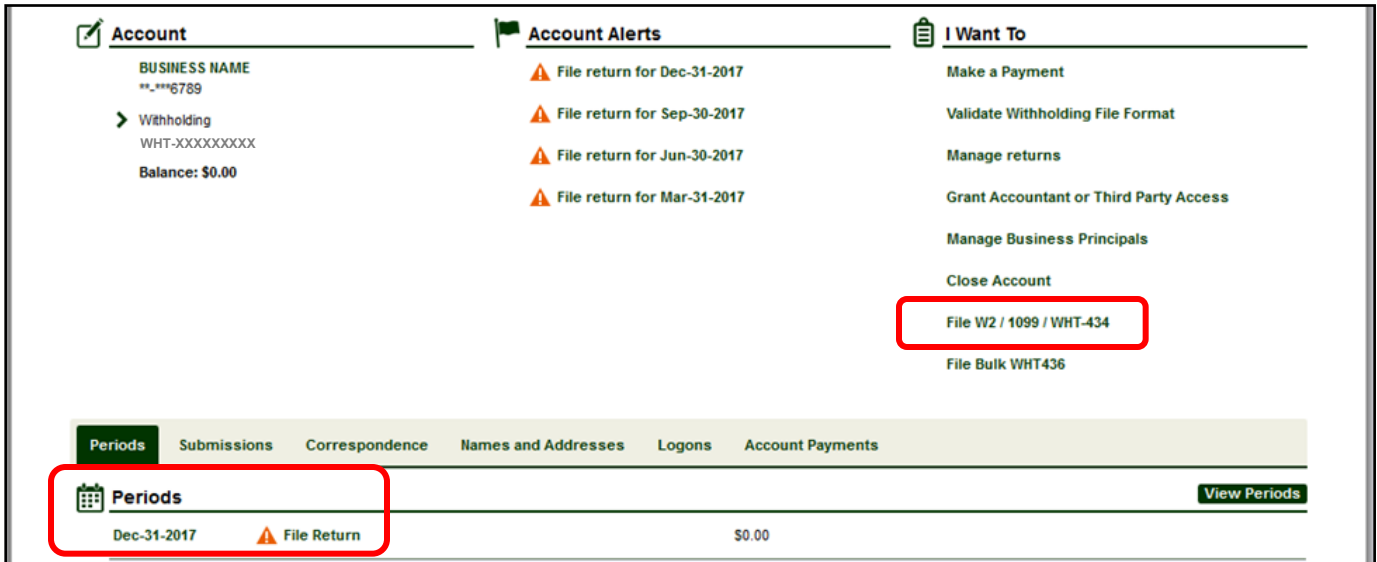 Account
BUSINESS NAME
**-***6789
Withholding
WHT-XXXXXXXXX
Balance: $0.00
Account Alerts
File return for Dec-31-2017
File return for Sep-30-2017
File return for Jun-30-2017
File return for Mar-31-2017
I Want To
Make a Payment
Validate Withholding File Format
Manage returns
Grant Accountant or Third Party Access
Manage Business Principals
Close Account
File W2 / 1099 / WHT-434
File Bulk WHT436
Periods Submissions Correspondence Names and Addresses Logons Account Payments
Periods View Periods
Dec-31-2017 File Return $0.00